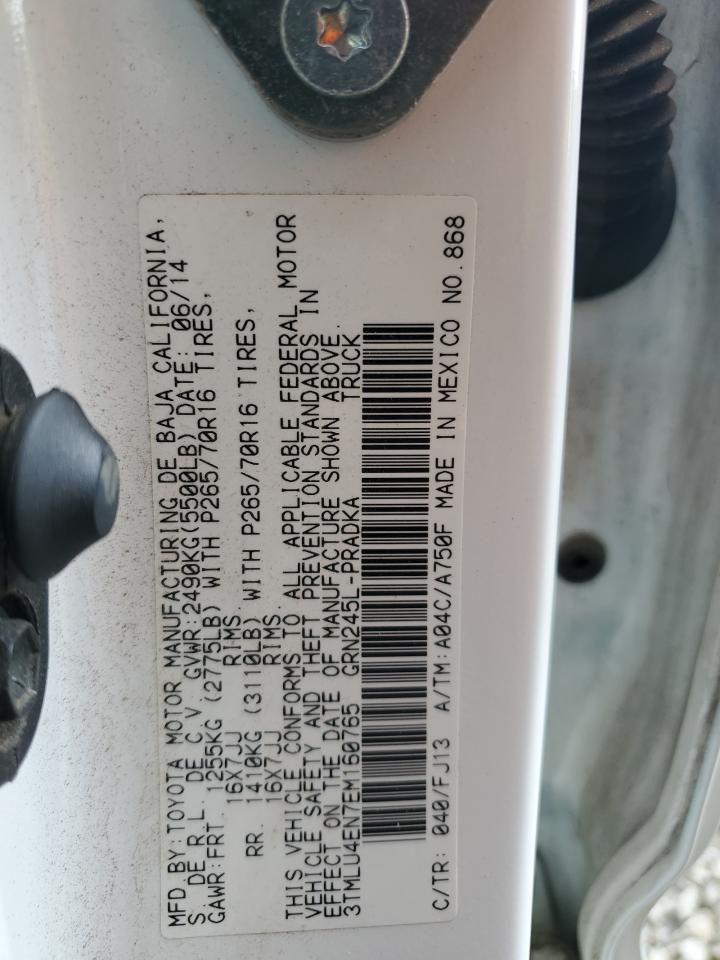 MFD.BY:TOYOTA MOTOR MANUFACTURING DE BAJA CALIFORNIA,
S. DE R.L. DE C.V. GVWR:2490KG(5500LB) DATE: 06/14
GAWR:FRT. 1255KG (2775LB) WITH P265/70R16 TIRES,
16X7JJ RIMS.
RR. 1410KG (3110LB) WITH P265/70R16 TIRES,
16X7JJ RIMS.
THIS VEHICLE CONFORMS TO ALL APPLICABLE FEDERAL MOTOR
VEHICLE SAFETY AND THEFT PREVENTION STANDARDS IN
EFFECT ON THE DATE OF MANUFACTURE SHOWN ABOVE.
3TMLU4EN7EM160765 GRN245L-PRADKA TRUCK
C/TR: 040/FJ13 A/TM:A04C/A750F MADE IN MEXICO NO.868